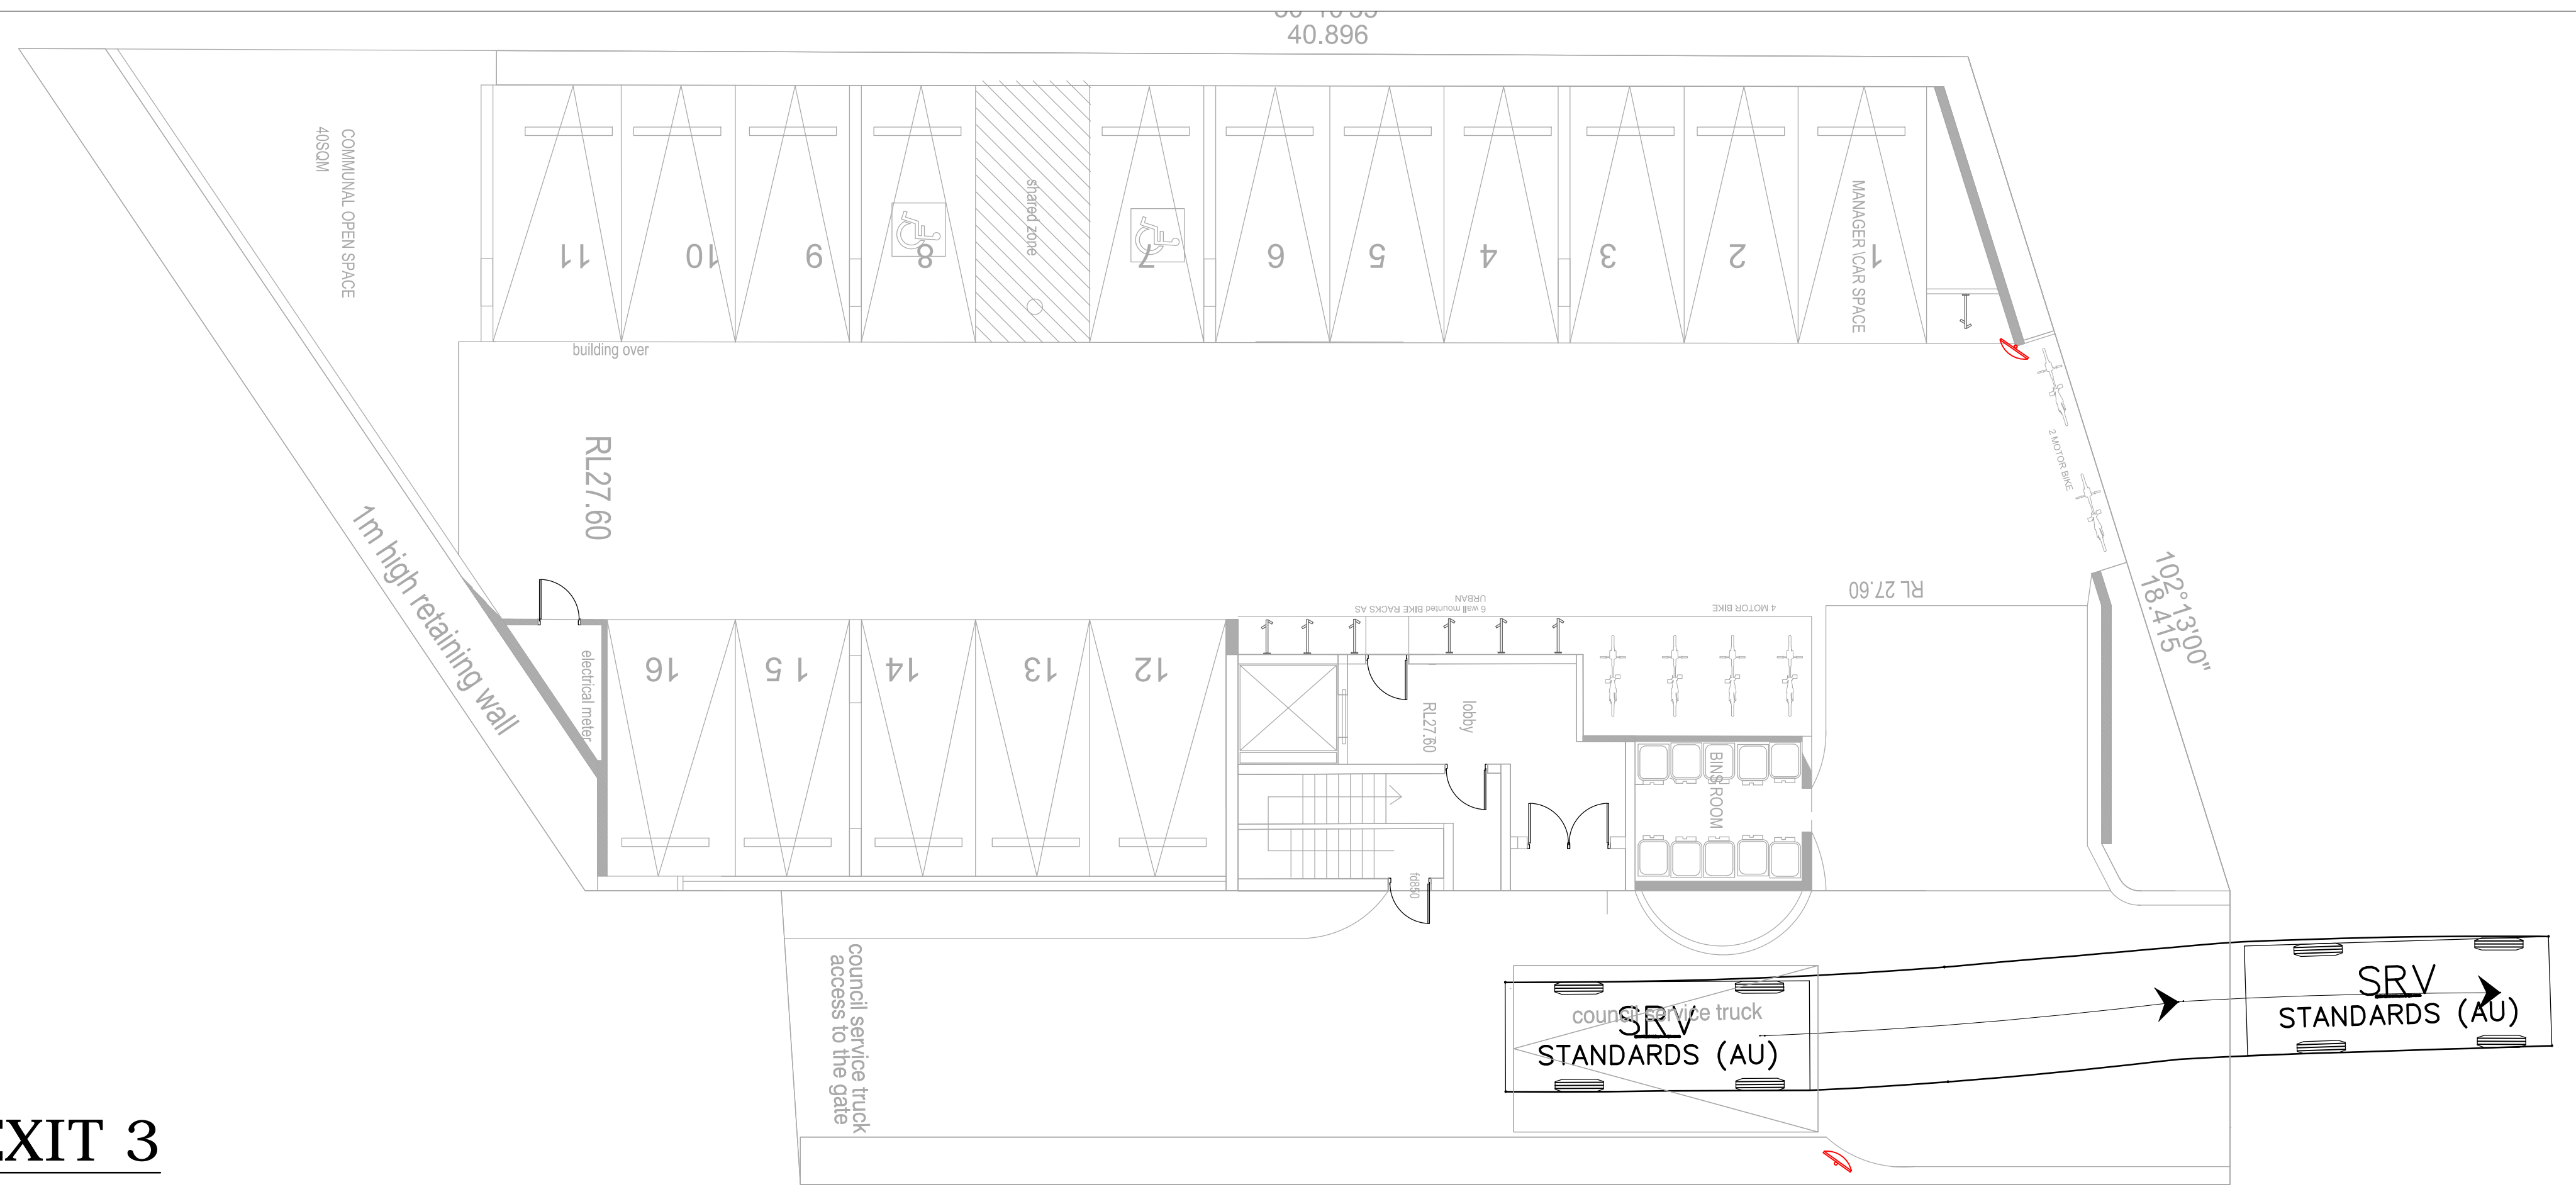 40.896
COMMUNAL OPEN SPACE
40SQM
11
10
9
8
shared zone
7
6
5
4
3
2
1
MANAGER CAR SPACE
building over
RL27.60
2 MOTOR BIKE
102°13'00"
18.415
1m high retaining wall
electrical meter
16
15
14
13
12
6 wall mounted BIKE RACKS AS
URBAN
4 MOTOR BIKE
RL 27.60
lobby
RL27.60
BINS ROOM
fd850
council service truck
access to the gate
council service truck
SRV
STANDARDS (AU)
SRV
STANDARDS (AU)
EXIT 3